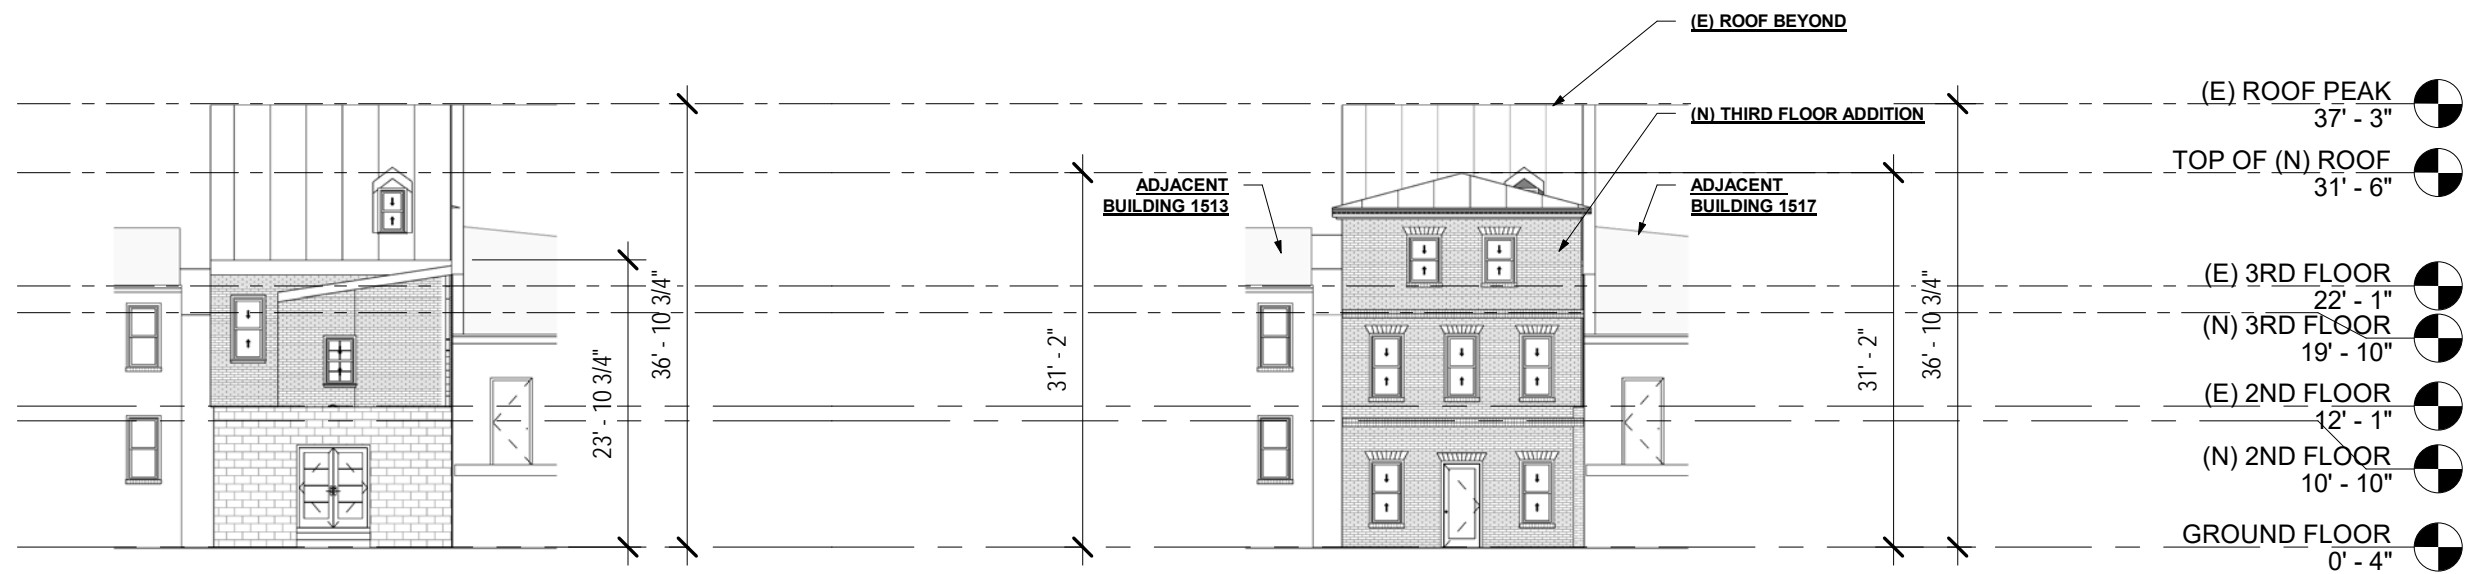 (E) ROOF BEYOND
(E) ROOF PEAK
37' - 3"
(N) THIRD FLOOR ADDITION
TOP OF (N) ROOF
31' - 6"
ADJACENT
BUILDING 1513
ADJACENT
BUILDING 1517
(E) 3RD FLOOR
22' - 1"
(N) 3RD FLOOR
19' - 10"
23' - 10 3/4"
36' - 10 3/4"
31' - 2"
31' - 2"
36' - 10 3/4"
(E) 2ND FLOOR
12' - 1"
(N) 2ND FLOOR
10' - 10"
GROUND FLOOR
0' - 4"